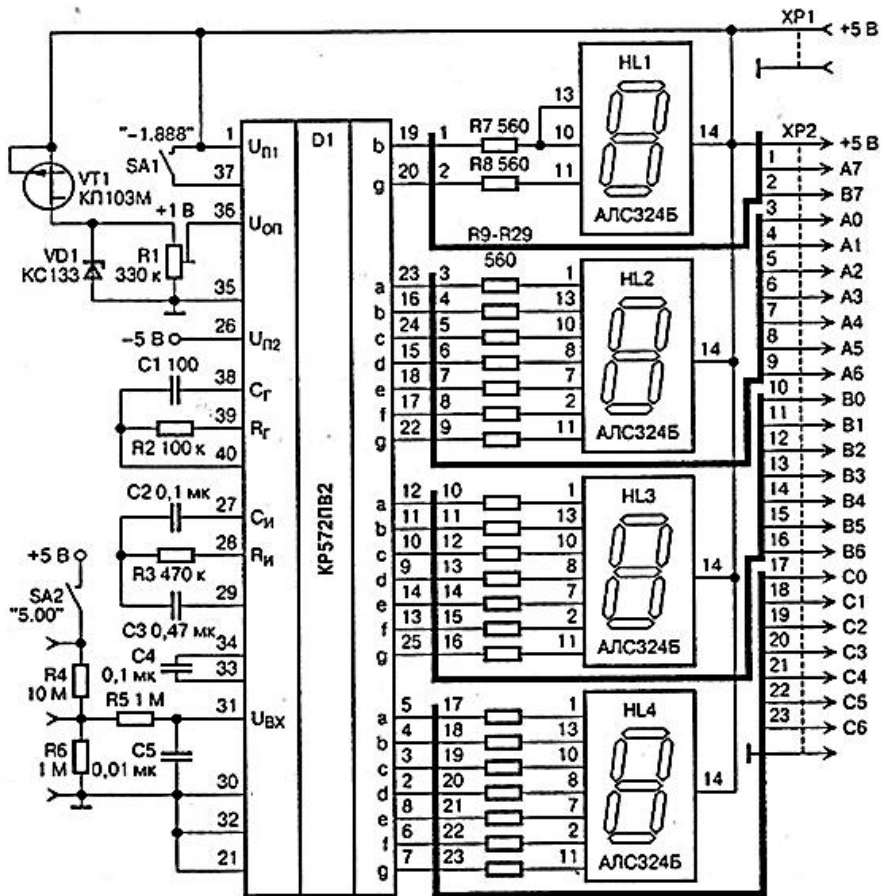 XP1
+5 В
HL1
"-1.888"
1
U П1
D1
b
19
1
R7 560
13
10
14
XP2
+5 В
SA1
37
g
20
2
R8 560
11
1
A7
VT1
КП103М
+1 В
36
U ОП
АЛС324Б
2
B7
VD1
КС133
R1
330 к
35
R9-R29
560
3
A0
4
A1
5
A2
6
A3
7
A4
8
A5
9
A6
a
23
3
1
HL2
b
16
4
13
c
24
5
10
d
15
6
8
14
e
18
7
7
f
17
8
2
g
22
9
11
АЛС324Б
-5 В
26
U П2
C1 100
38
C Г
39
R Г
R2 100 к
40
10
B0
11
B1
12
B2
13
B3
14
B4
15
B5
16
B6
C2 0,1 мк
27
C И
28
R И
R3 470 к
29
C3 0,47 мк
КР572ПВ2
a
12
10
1
HL3
b
11
11
13
c
10
12
10
d
9
13
8
14
e
14
14
7
f
13
15
2
g
25
16
11
АЛС324Б
+5 В
SA2
"5.00"
34
C4
0,1 мк
33
R4
10 М
R5 1 М
31
U ВХ
R6
1 М
C5
0,01 мк
30
32
21
17
C0
18
C1
19
C2
20
C3
21
C4
22
C5
23
C6
a
5
17
1
HL4
b
4
18
13
c
3
19
10
d
2
20
8
14
e
8
21
7
f
6
22
2
g
7
23
11
АЛС324Б